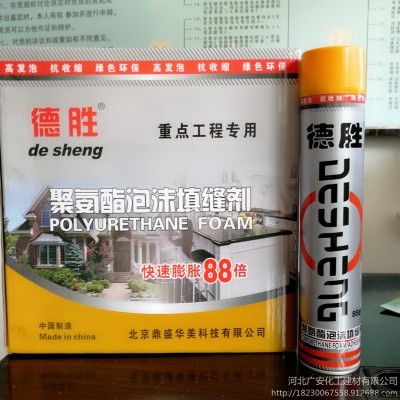 高发泡 抗收缩 绿色环保
德胜®
de sheng
重点工程专用
聚氨酯泡沫填缝剂
POLYURETHANE FOAM
快速膨胀88倍
中国制造
Made in china
北京鼎盛华美科技有限公司
高发泡 抗收缩 绿色环保
德胜
DESHENG
聚氨酯泡沫填缝
河北广安化工建材有限公司
http://18230067558.912688.com